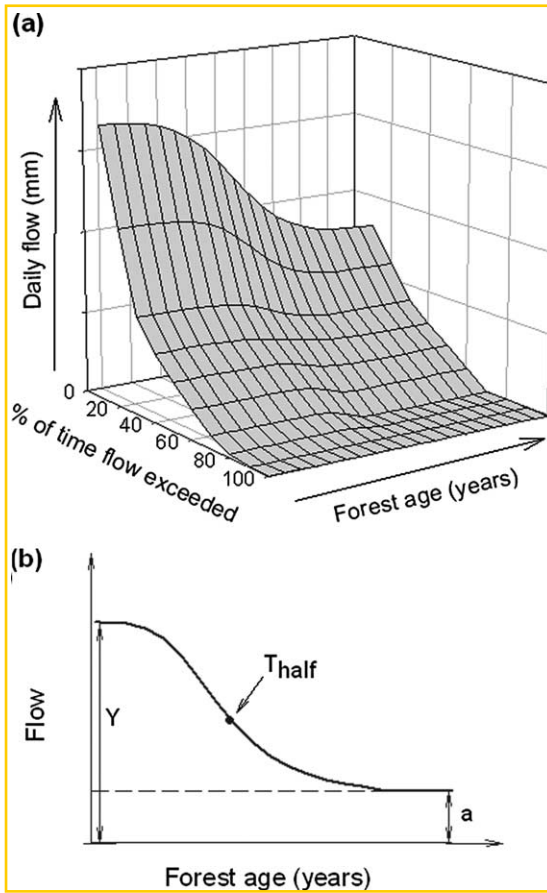 (a)
Daily flow (mm)
0
20
40
60
80
100
% of time flow exceeded
Forest age (years)
(b)
Flow
Y
Thalf
a
Forest age (years)